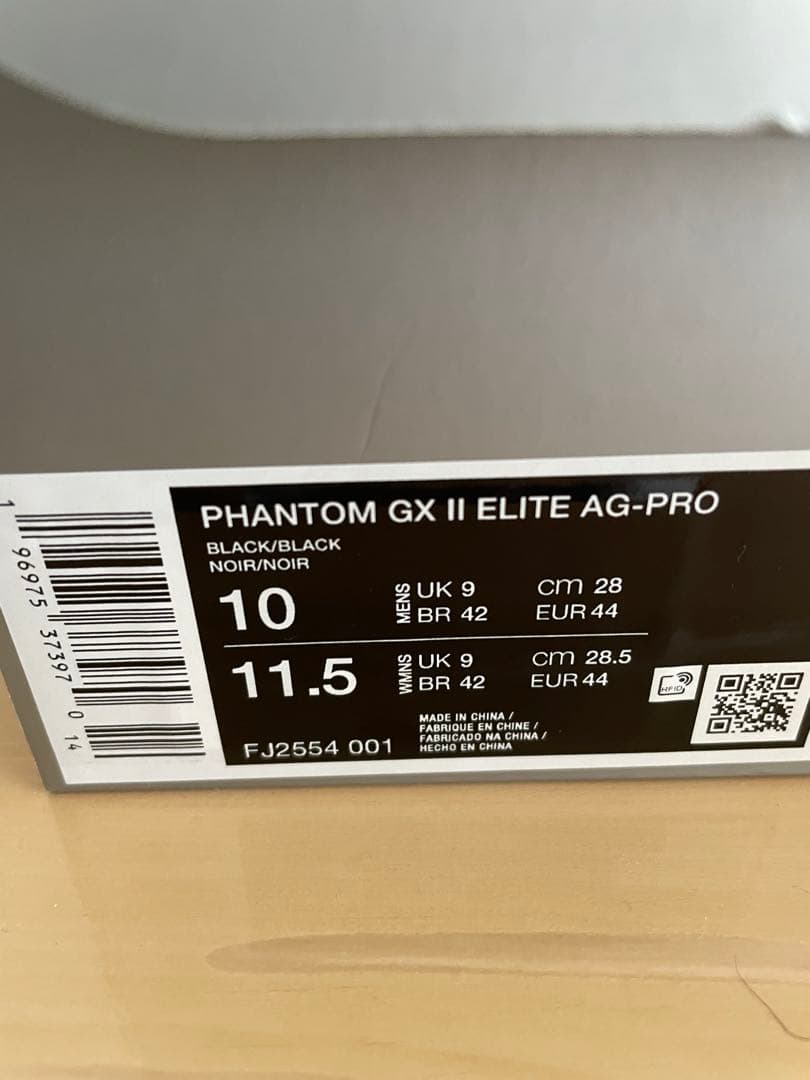 PHANTOM GX II ELITE AG-PRO
BLACK/BLACK
NOIR/NOIR
10 MENS UK 9 cm 28
BR 42 EUR 44
11.5 WMNS UK 9 cm 28.5
BR 42 EUR 44
RFID
FJ2554 001
MADE IN CHINA /
FABRIQUE EN CHINE /
FABRICADO NA CHINA /
HECHO EN CHINA
1 96975 37397 0 14